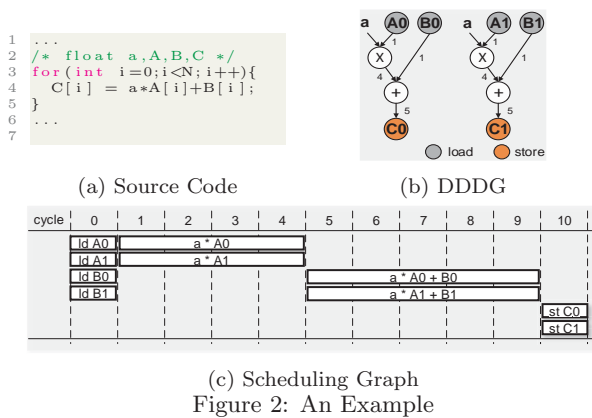 1 ...
2 /* float a,A,B,C */
3 for(int i=0;i<N;i++){
4 C[i] = a*A[i]+B[i];
5 }
6 ...
7
(a) Source Code
a A0 B0 a A1 B1
1 1
X 1 X 1
4 4
+ +
5 5
C0 C1
load store
(b) DDDG
cycle 0 1 2 3 4 5 6 7 8 9 10
ld A0 a * A0
ld A1 a * A1
ld B0 a * A0 + B0
ld B1 a * A1 + B1
st C0
st C1
(c) Scheduling Graph
Figure 2: An Example